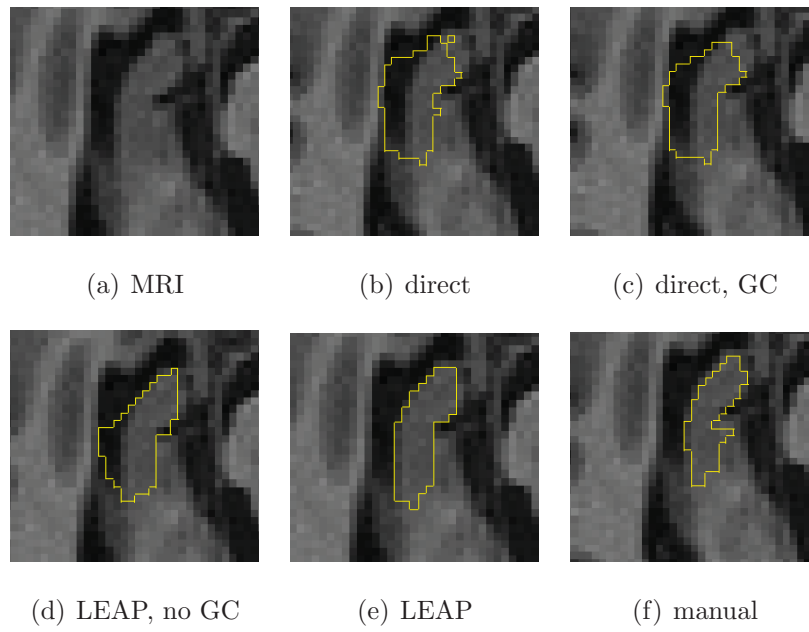 (a) MRI
(b) direct
(c) direct, GC
(d) LEAP, no GC
(e) LEAP
(f) manual